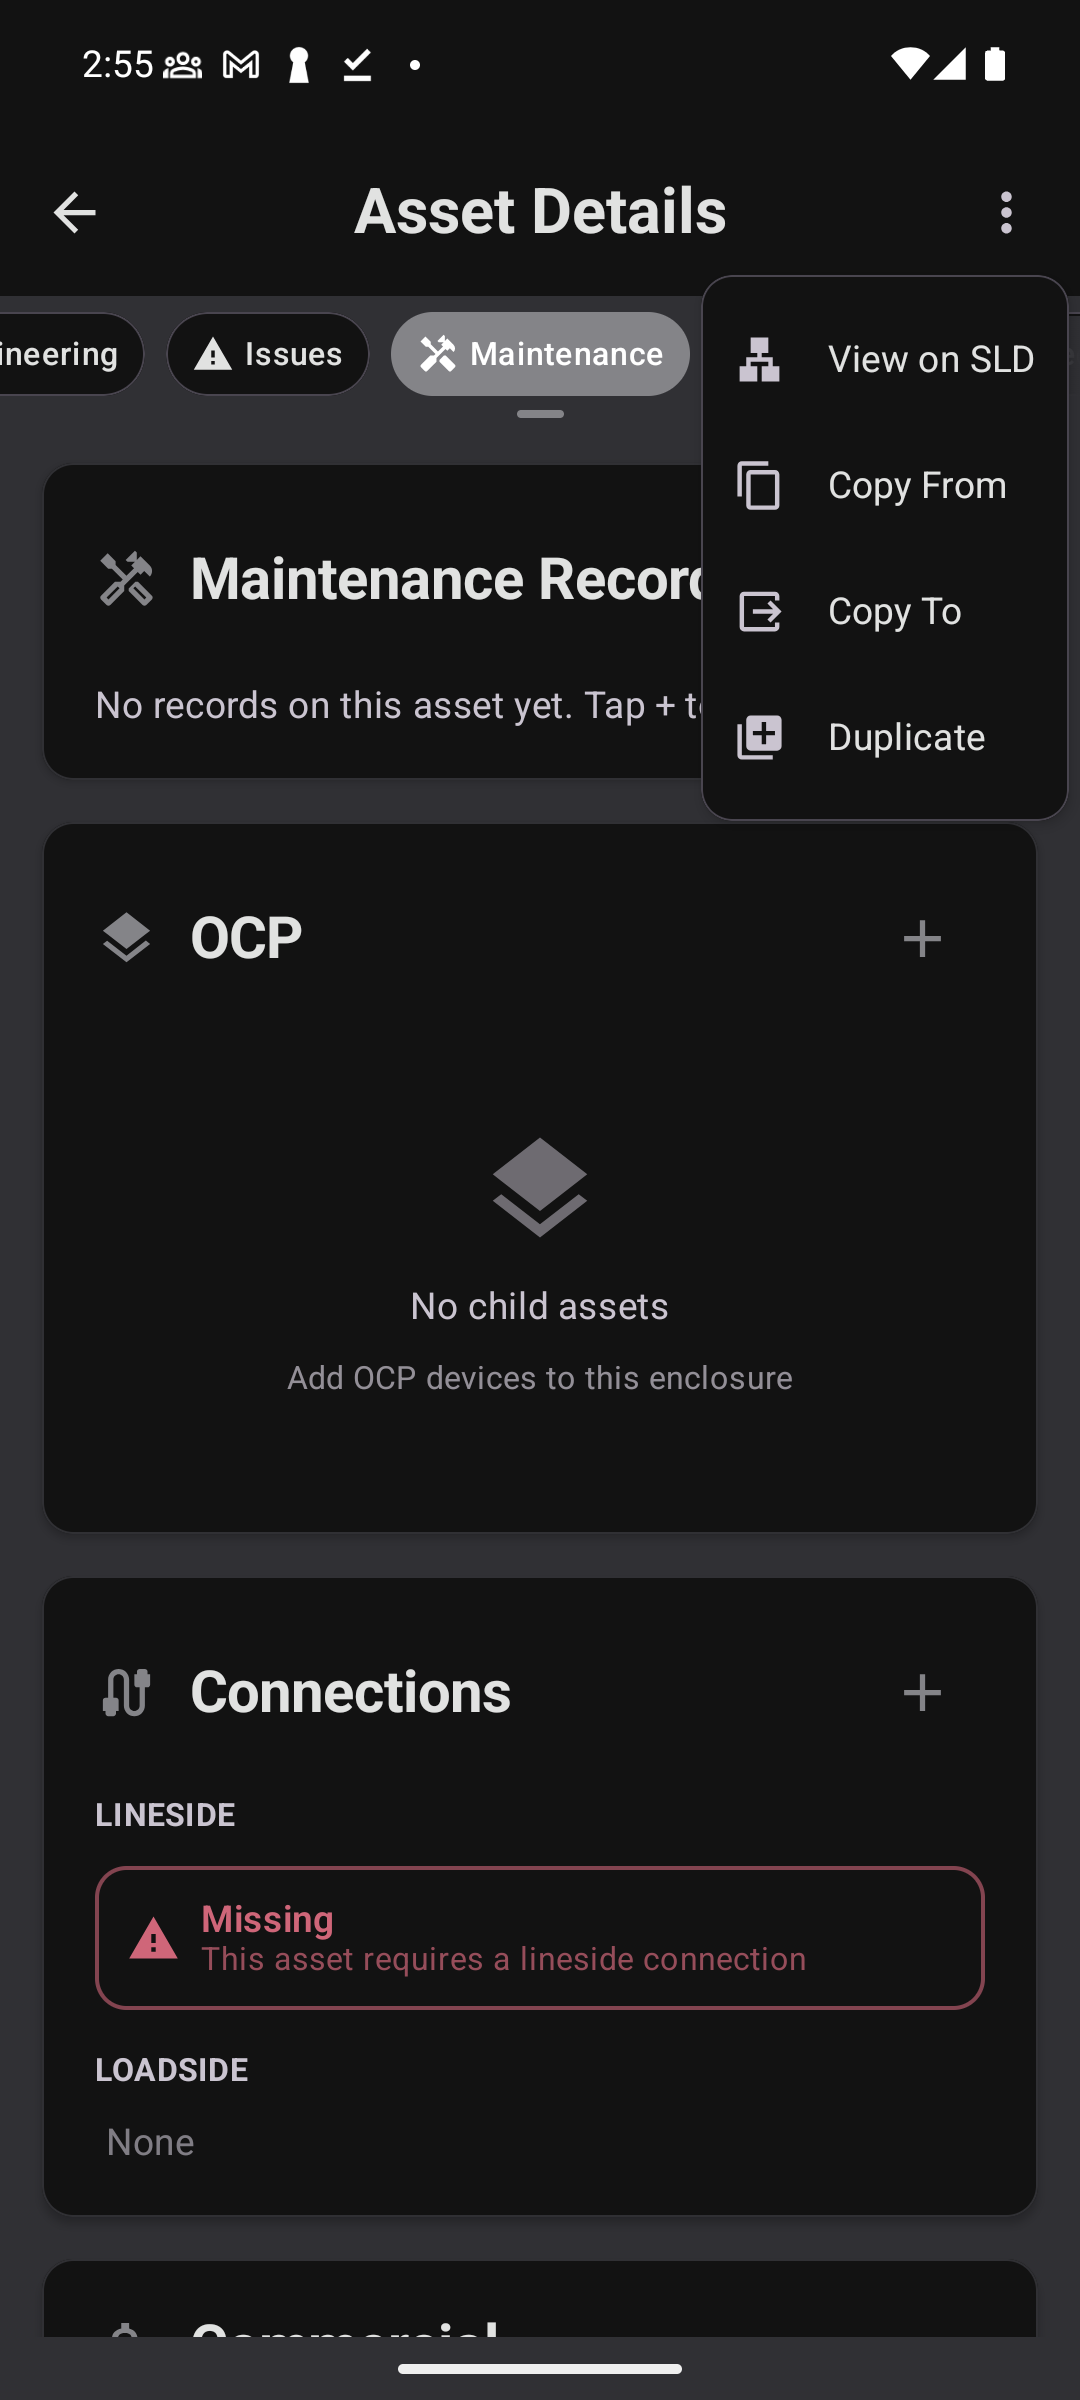 2:55
Asset Details
ineering
Issues
Maintenance
View on SLD
Copy From
Copy To
Duplicate
Maintenance Record
No records on this asset yet. Tap + t
OCP
No child assets
Add OCP devices to this enclosure
Connections
LINESIDE
Missing
This asset requires a lineside connection
LOADSIDE
None
Commercial